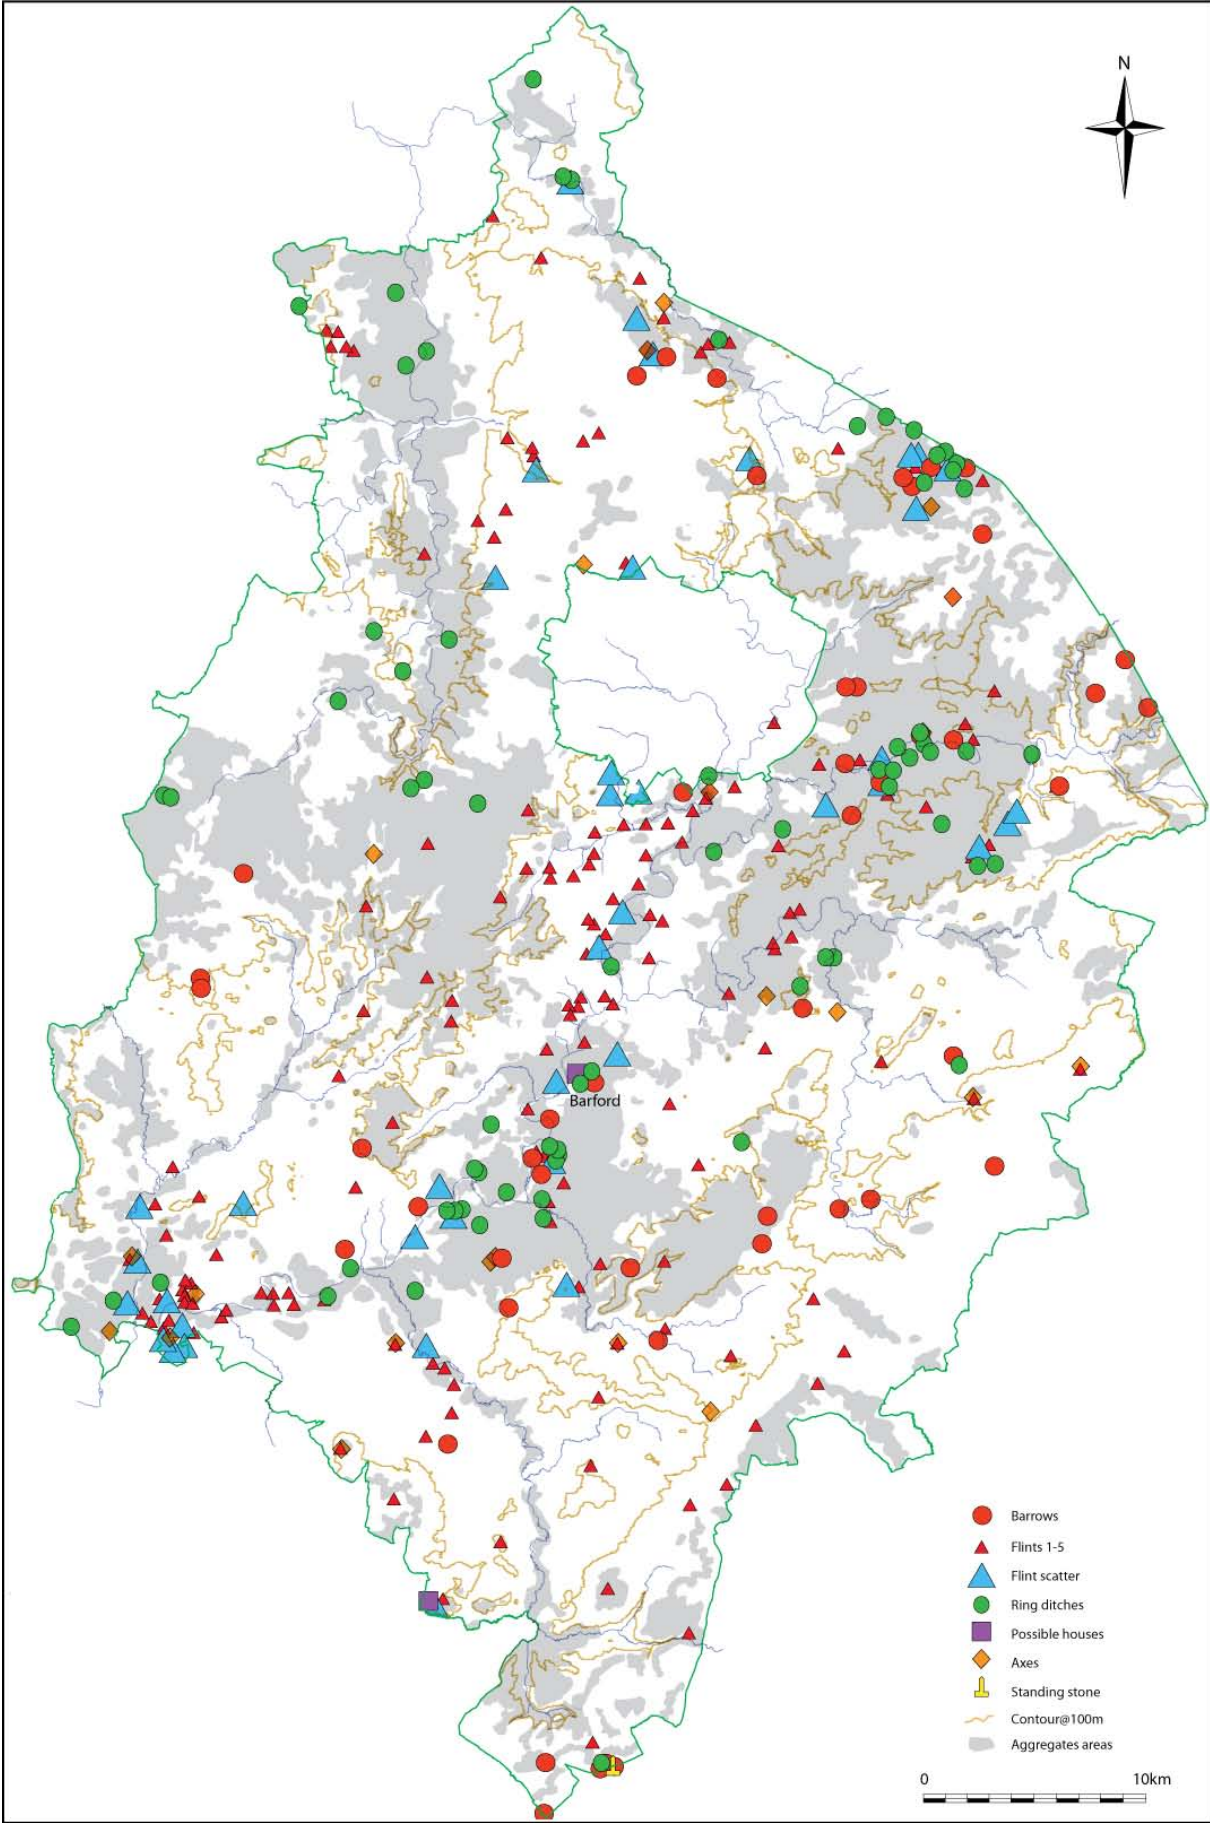 N
Barford
Barrows
Flints 1-5
Flint scatter
Ring ditches
Possible houses
Axes
Standing stone
Contour@100m
Aggregates areas
0 10km